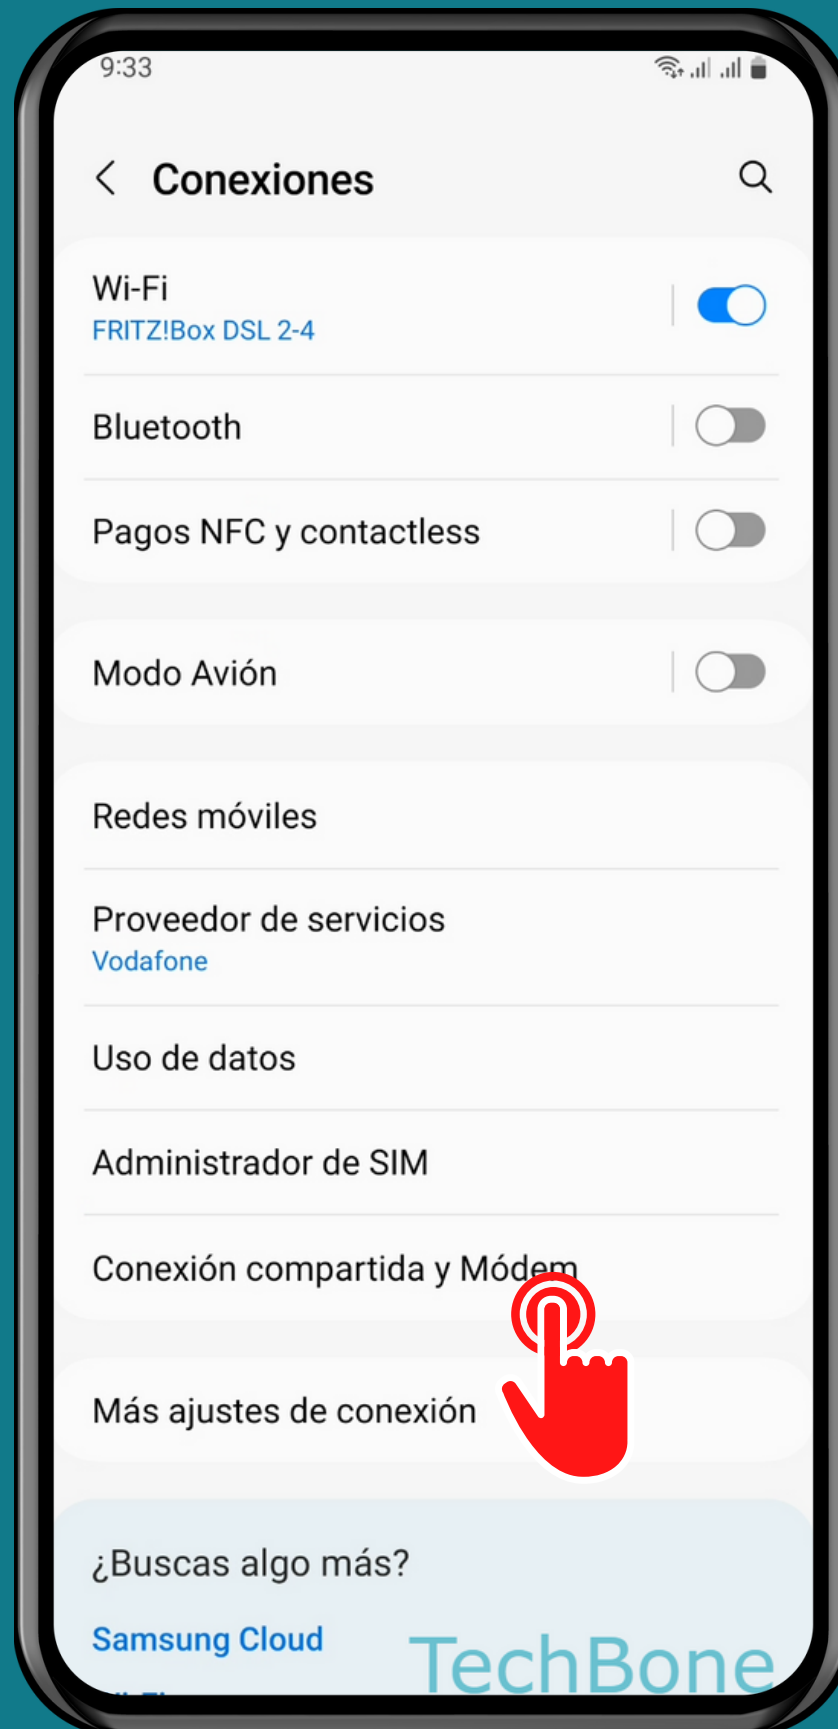 9:33
Conexiones
Wi-Fi
FRITZ!Box DSL 2-4
Bluetooth
Pagos NFC y contactless
Modo Avión
Redes móviles
Proveedor de servicios
Vodafone
Uso de datos
Administrador de SIM
Conexión compartida y Módem
Más ajustes de conexión
¿Buscas algo más?
Samsung Cloud
TechBone